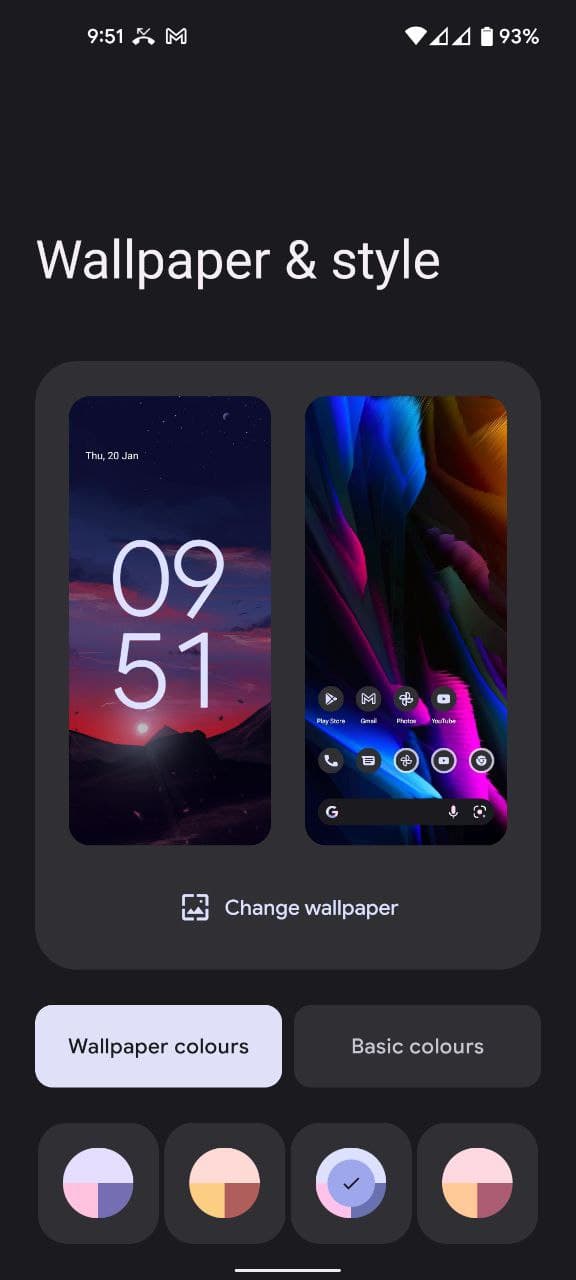 9:51
93%
Wallpaper & style
Thu, 20 Jan
09
51
Play Store Gmail Photos YouTube
G
Change wallpaper
Wallpaper colours
Basic colours